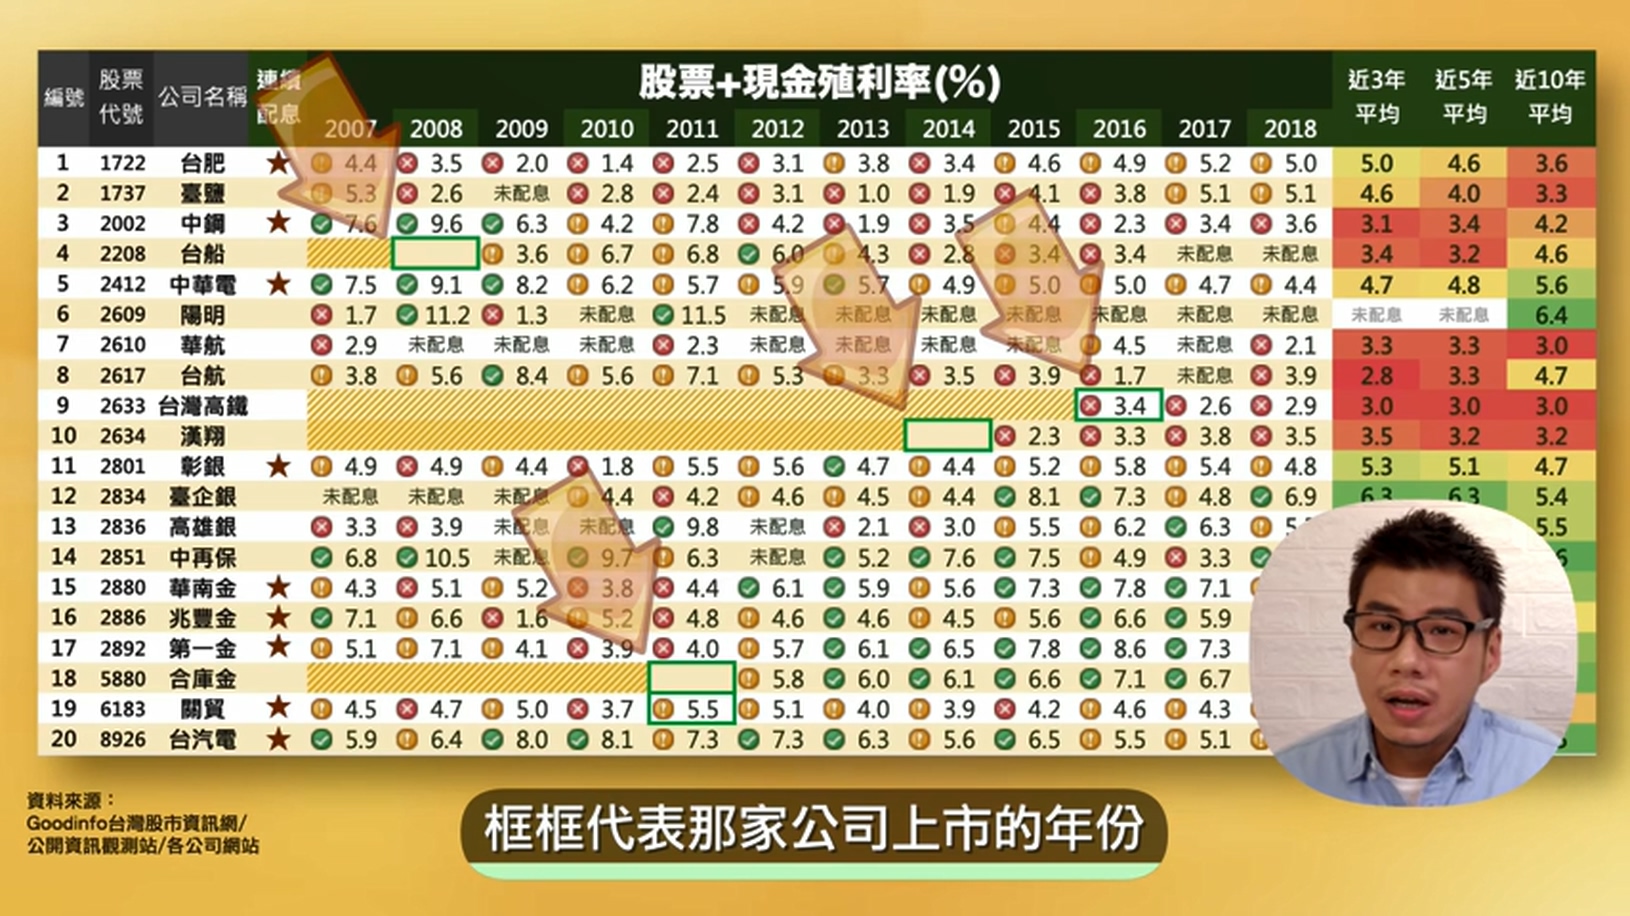 編號 股票代號 公司名稱 連續配息 股票+現金殖利率(%) 近3年平均 近5年平均 近10年平均
2007 2008 2009 2010 2011 2012 2013 2014 2015 2016 2017 2018
1 1722 台肥 ★ 4.4 3.5 2.0 1.4 2.5 3.1 3.8 3.4 4.6 4.9 5.2 5.0 5.0 4.6 3.6
2 1737 臺鹽 5.3 2.6 未配息 2.8 2.4 3.1 1.0 1.9 4.1 3.8 5.1 5.1 4.6 4.0 3.3
3 2002 中鋼 ★ 7.6 9.6 6.3 4.2 7.8 4.2 1.9 3.5 4.4 2.3 3.4 3.6 3.1 3.4 4.2
4 2208 台船 3.6 6.7 6.8 6.0 4.3 2.8 3.4 3.4 未配息 未配息 3.4 3.2 4.6
5 2412 中華電 ★ 7.5 9.1 8.2 6.2 5.7 5.9 5.7 4.9 5.0 5.0 4.7 4.4 4.7 4.8 5.6
6 2609 陽明 1.7 11.2 1.3 未配息 11.5 未配息 未配息 未配息 未配息 未配息 未配息 未配息 未配息 未配息 6.4
7 2610 華航 2.9 未配息 未配息 未配息 2.3 未配息 未配息 未配息 未配息 4.5 未配息 2.1 3.3 3.3 3.0
8 2617 台航 3.8 5.6 8.4 5.6 7.1 5.3 3.3 3.5 3.9 1.7 未配息 3.9 2.8 3.3 4.7
9 2633 台灣高鐵 3.4 2.6 2.9 3.0 3.0 3.0
10 2634 漢翔 2.3 3.3 3.8 3.5 3.5 3.2 3.2
11 2801 彰銀 ★ 4.9 4.9 4.4 1.8 5.5 5.6 4.7 4.4 5.2 5.8 5.4 4.8 5.3 5.1 4.7
12 2834 臺企銀 未配息 未配息 未配息 4.4 4.2 4.6 4.5 4.4 8.1 7.3 4.8 6.9 6.3 6.3 5.4
13 2836 高雄銀 3.3 3.9 未配息 未配息 9.8 未配息 2.1 3.0 5.5 6.2 6.3 5.5
14 2851 中再保 6.8 10.5 未配息 9.7 6.3 未配息 5.2 7.6 7.5 4.9 3.3
15 2880 華南金 ★ 4.3 5.1 5.2 3.8 4.4 6.1 5.9 5.6 7.3 7.8 7.1
16 2886 兆豐金 ★ 7.1 6.6 1.6 5.2 4.8 4.6 4.6 4.5 5.6 6.6 5.9
17 2892 第一金 ★ 5.1 7.1 4.1 3.9 4.0 5.7 6.1 6.5 7.8 8.6 7.3
18 5880 合庫金 5.8 6.0 6.1 6.6 7.1 6.7
19 6183 關貿 ★ 4.5 4.7 5.0 3.7 5.5 5.1 4.0 3.9 4.2 4.6 4.3
20 8926 台汽電 ★ 5.9 6.4 8.0 8.1 7.3 7.3 6.3 5.6 6.5 5.5 5.1
資料來源：
Goodinfo台灣股市資訊網/
公開資訊觀測站/各公司網站
框框代表那家公司上市的年份